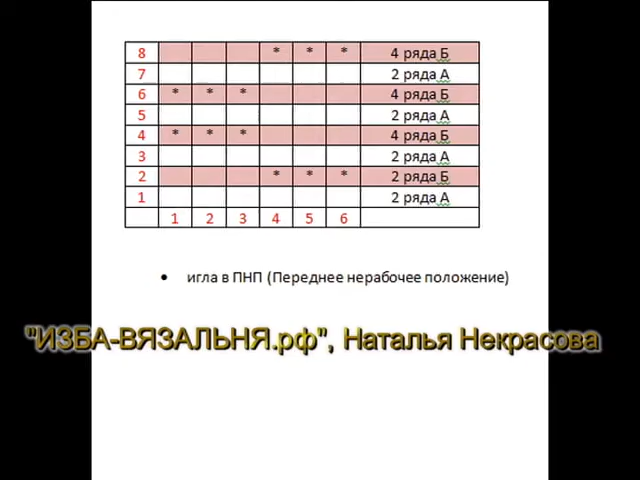 8 * * * 4 ряда Б
7 2 ряда А
6 * * * 4 ряда Б
5 2 ряда А
4 * * * 4 ряда Б
3 2 ряда А
2 * * * 2 ряда Б
1 2 ряда А
1 2 3 4 5 6
• игла в ПНП (Переднее нерабочее положение)
"ИЗБА-ВЯЗАЛЬНЯ.рф", Наталья Некрасова